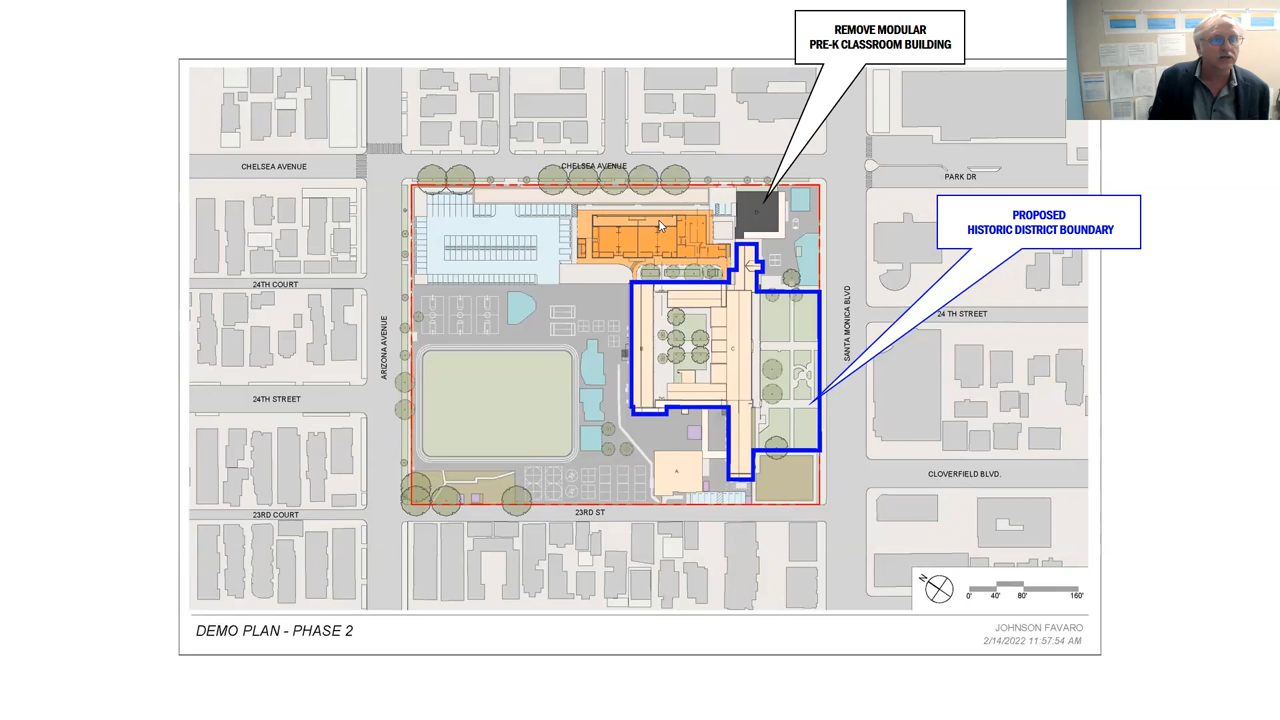 REMOVE MODULAR
PRE-K CLASSROOM BUILDING
CHELSEA AVENUE
CHELSEA AVENUE
PARK DR
PROPOSED
HISTORIC DISTRICT BOUNDARY
24TH COURT
ARIZONA AVENUE
SANTA MONICA BLVD
24 TH STREET
24TH STREET
B
C
A
CLOVERFIELD BLVD.
23RD COURT
23RD ST
N
0' 40' 80' 160'
DEMO PLAN - PHASE 2
JOHNSON FAVARO
2/14/2022 11:57:54 AM